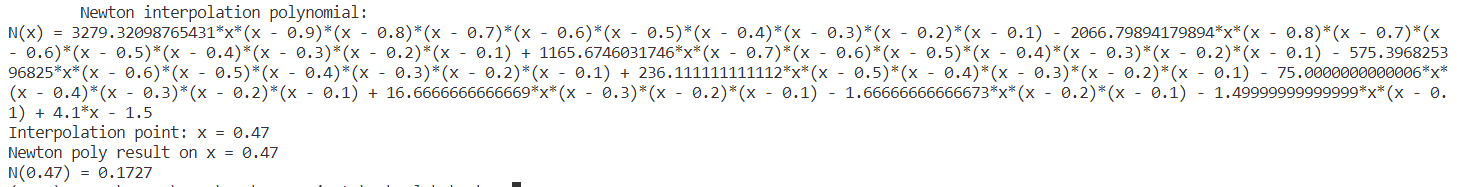 Newton interpolation polynomial:
N(x) = 3279.32098765431*x*(x - 0.9)*(x - 0.8)*(x - 0.7)*(x - 0.6)*(x - 0.5)*(x - 0.4)*(x - 0.3)*(x - 0.2)*(x - 0.1) - 2066.79894179894*x*(x - 0.8)*(x - 0.7)*(x
- 0.6)*(x - 0.5)*(x - 0.4)*(x - 0.3)*(x - 0.2)*(x - 0.1) + 1165.6746031746*x*(x - 0.7)*(x - 0.6)*(x - 0.5)*(x - 0.4)*(x - 0.3)*(x - 0.2)*(x - 0.1) - 575.3968253
96825*x*(x - 0.6)*(x - 0.5)*(x - 0.4)*(x - 0.3)*(x - 0.2)*(x - 0.1) + 236.111111111112*x*(x - 0.5)*(x - 0.4)*(x - 0.3)*(x - 0.2)*(x - 0.1) - 75.0000000000006*x*
(x - 0.4)*(x - 0.3)*(x - 0.2)*(x - 0.1) + 16.6666666666669*x*(x - 0.3)*(x - 0.2)*(x - 0.1) - 1.66666666666673*x*(x - 0.2)*(x - 0.1) - 1.49999999999999*x*(x - 0.
1) + 4.1*x - 1.5
Interpolation point: x = 0.47
Newton poly result on x = 0.47
N(0.47) = 0.1727